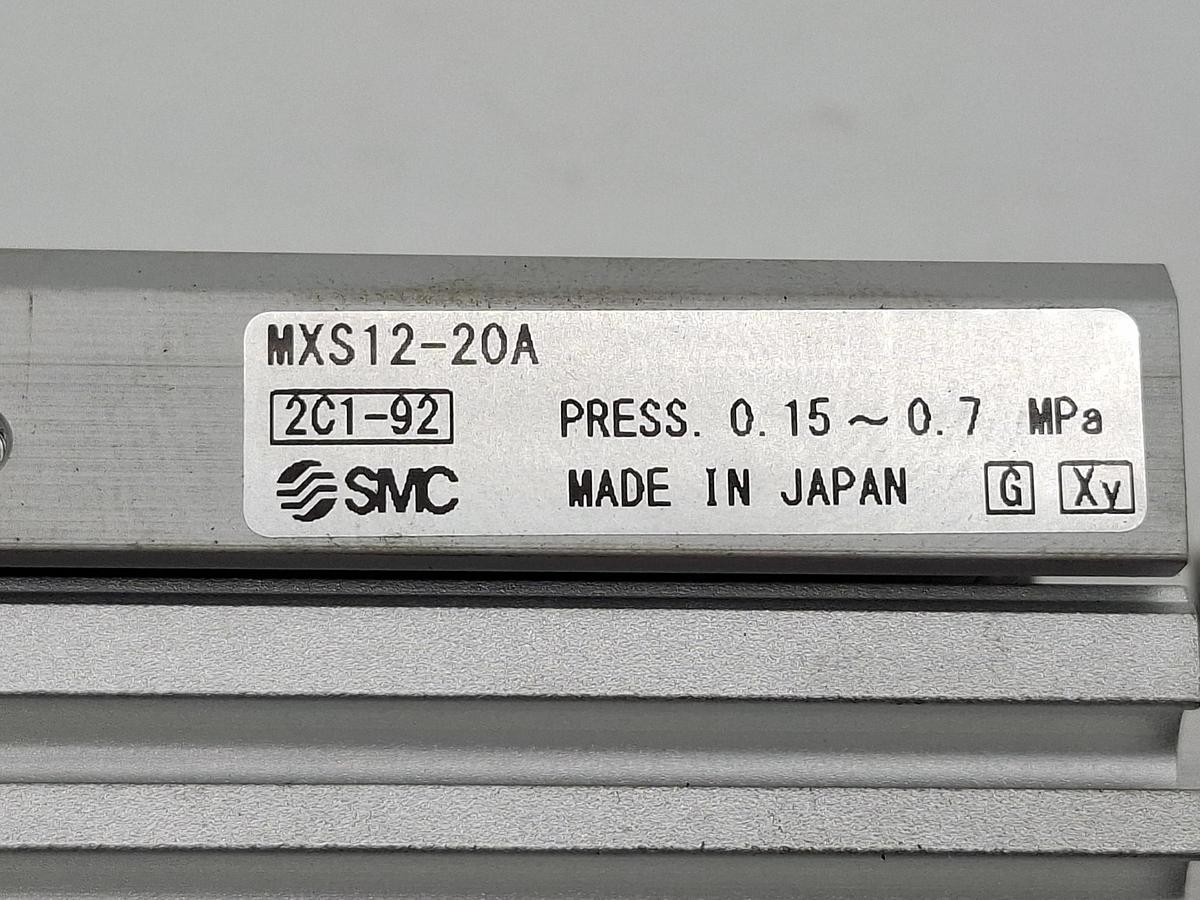 MXS12-20A
2C1-92 PRESS. 0.15~0.7 MPa
SMC MADE IN JAPAN G Xy